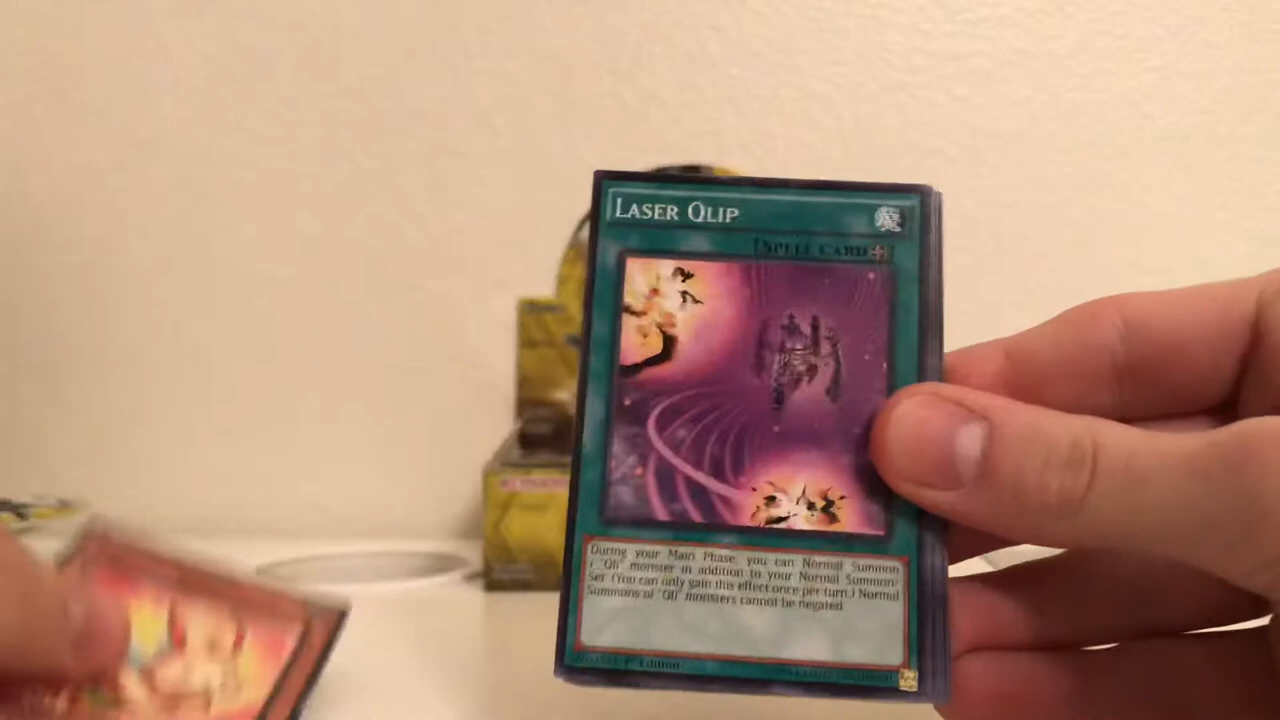 LASER QLIP
[SPELL CARD]
During your Main Phase, you can Normal Summon
1 "Qli" monster in addition to your Normal Summon/
Set. (You can only gain this effect once per turn.) Normal
Summons of "Qli" monsters cannot be negated.
1st Edition